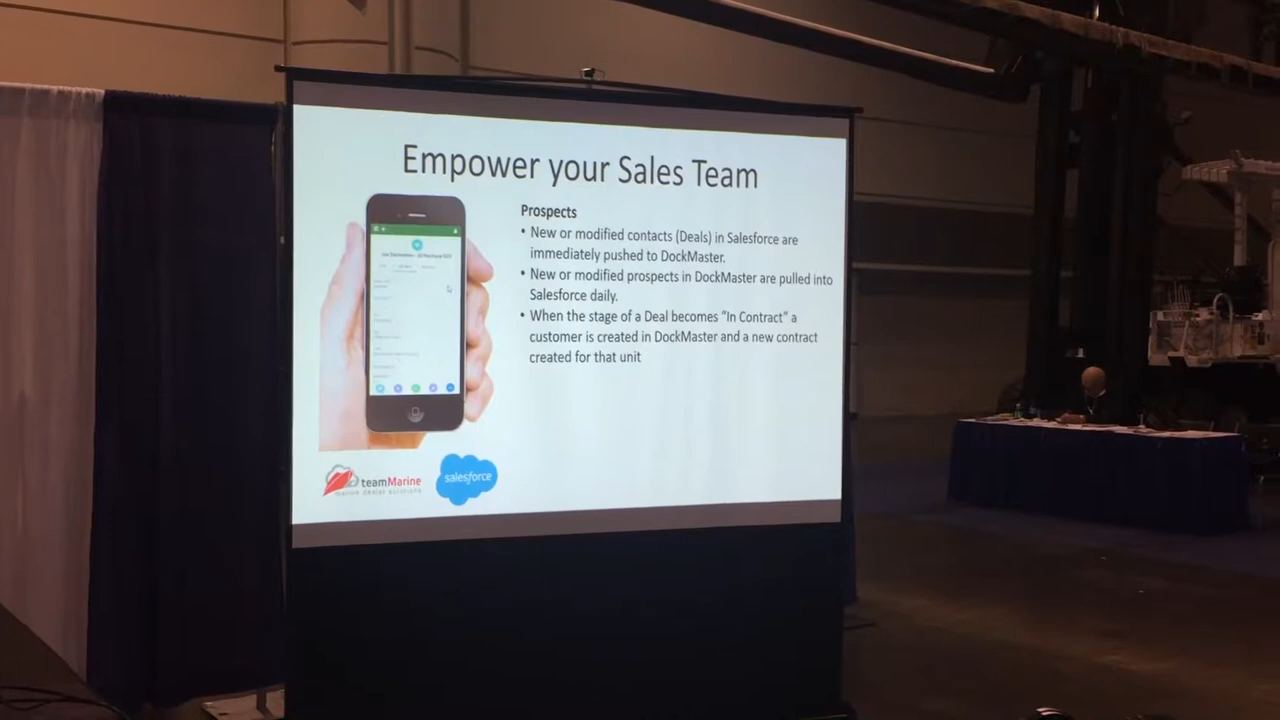 Empower your Sales Team
Prospects
• New or modified contacts (Deals) in Salesforce are
immediately pushed to DockMaster.
• New or modified prospects in DockMaster are pulled into
Salesforce daily.
• When the stage of a Deal becomes “In Contract” a
customer is created in DockMaster and a new contract
created for that unit
teamMarine
marine dealer solutions
salesforce